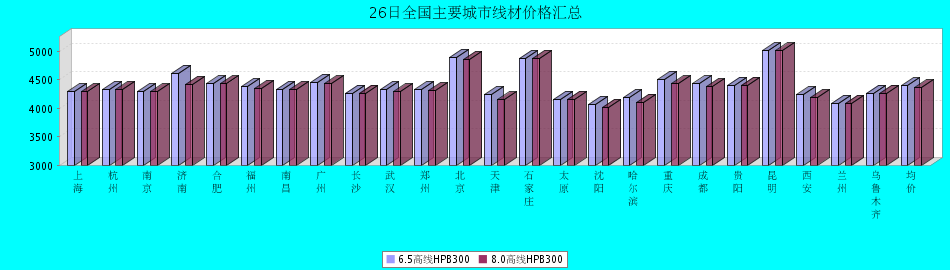 26日全国主要城市线材价格汇总
5000
4500
4000
3500
3000
上海
杭州
南京
济南
合肥
福州
南昌
广州
长沙
武汉
郑州
北京
天津
石家庄
太原
沈阳
哈尔滨
重庆
成都
贵阳
昆明
西安
兰州
乌鲁木齐
均价
6.5高线HPB300 8.0高线HPB300